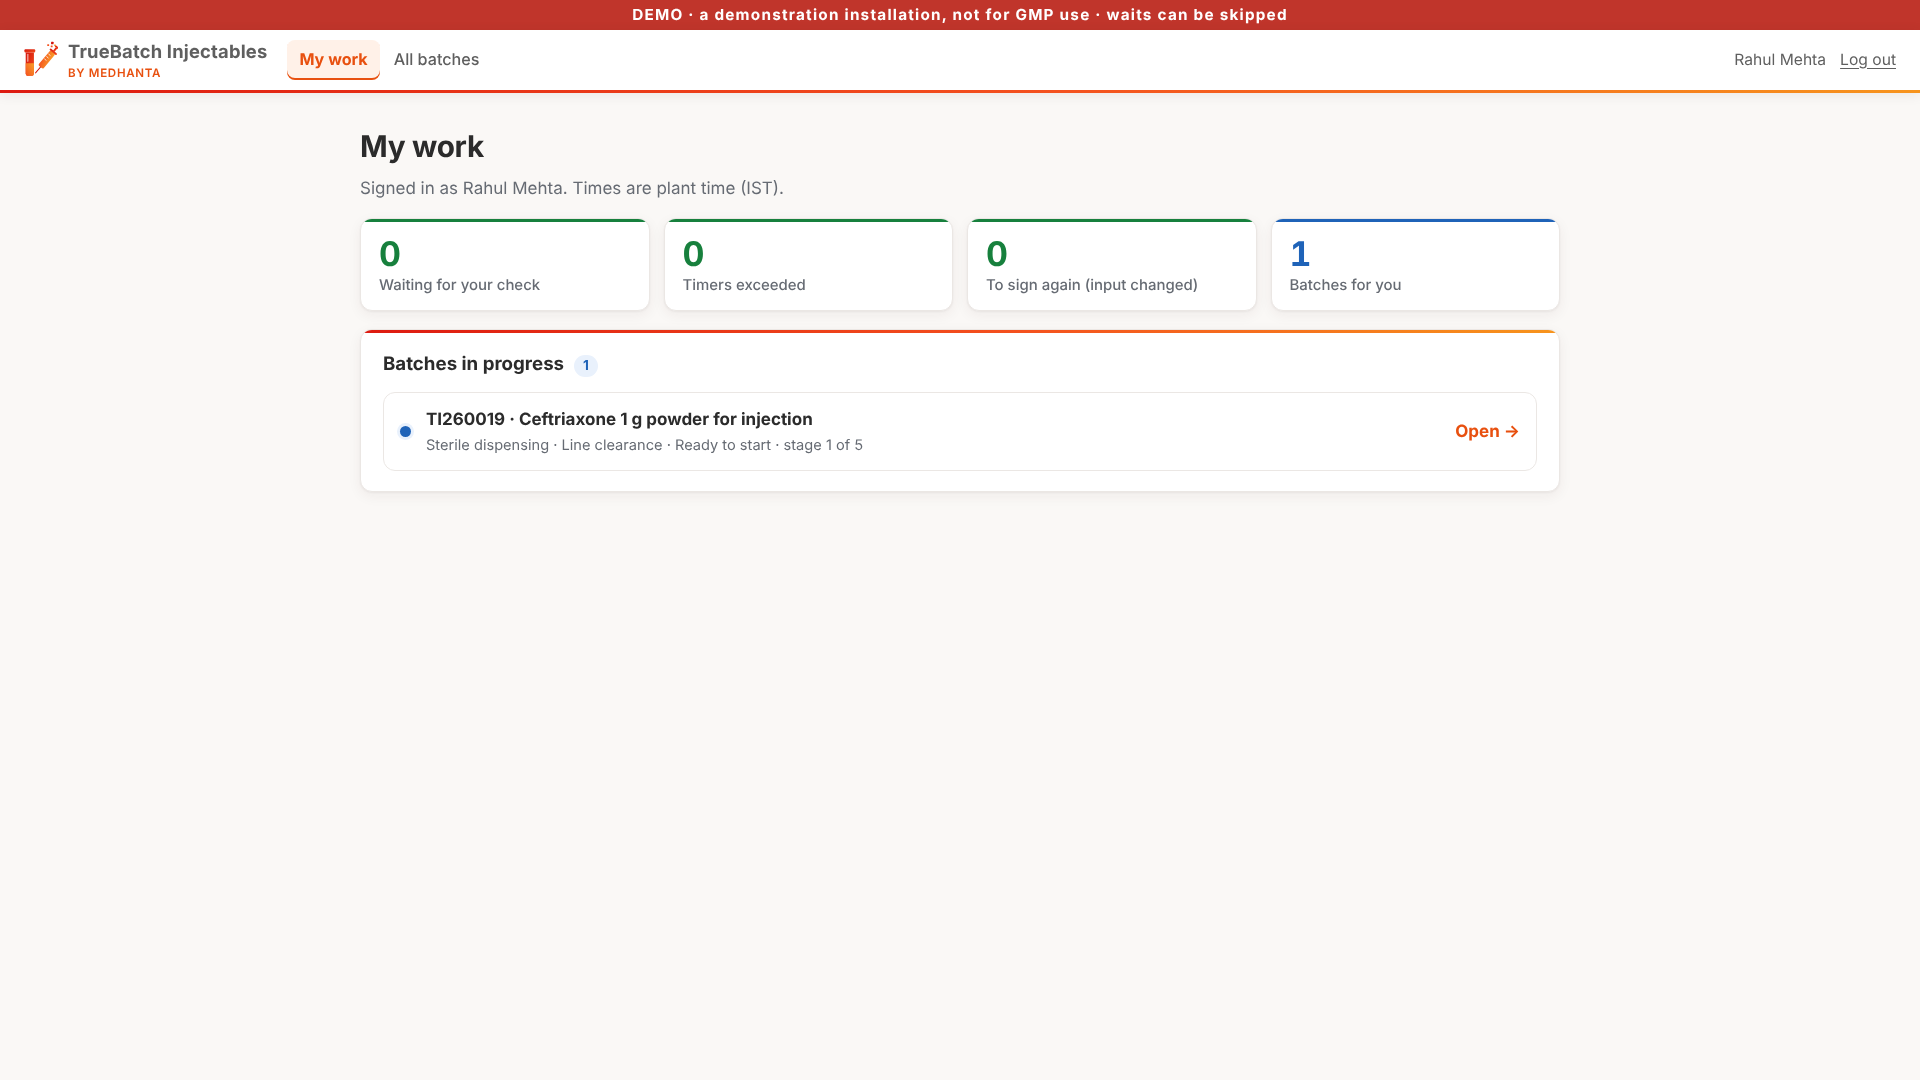 DEMO · a demonstration installation, not for GMP use · waits can be skipped
TrueBatch Injectables
BY MEDHANTA
My work
All batches
Rahul Mehta
Log out
My work
Signed in as Rahul Mehta. Times are plant time (IST).
0
Waiting for your check
0
Timers exceeded
0
To sign again (input changed)
1
Batches for you
Batches in progress 1
TI260019 · Ceftriaxone 1 g powder for injection
Sterile dispensing · Line clearance · Ready to start · stage 1 of 5
Open →